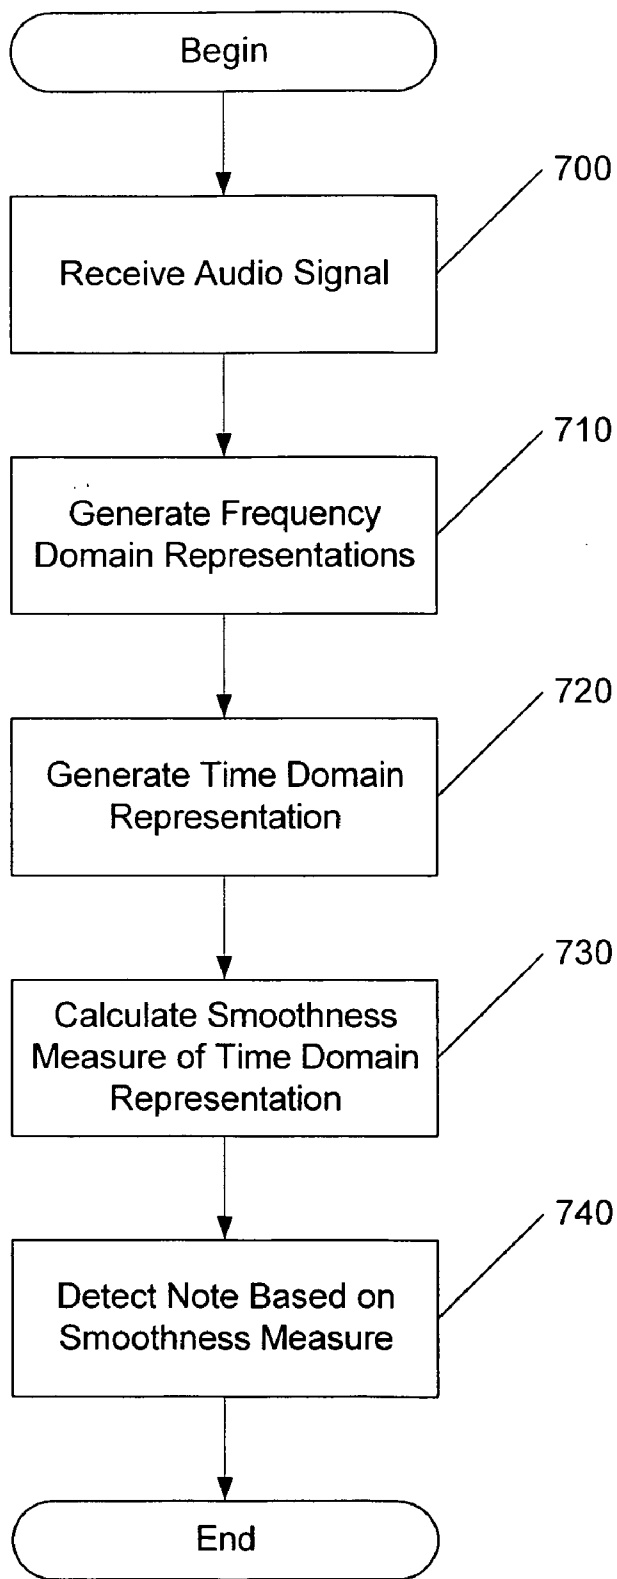 Begin
700
Receive Audio Signal
710
Generate Frequency
Domain Representations
720
Generate Time Domain
Representation
730
Calculate Smoothness
Measure of Time Domain
Representation
740
Detect Note Based on
Smoothness Measure
End